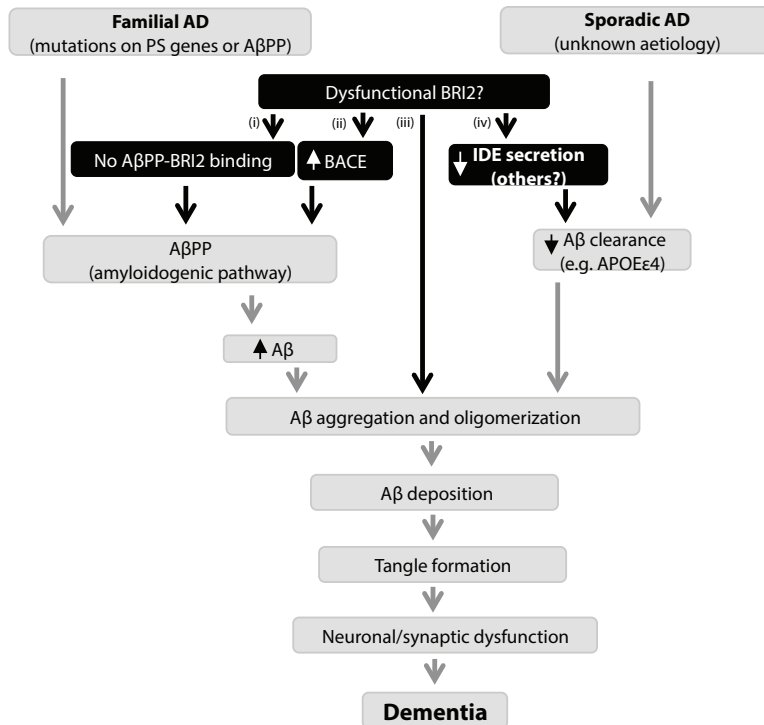 Familial AD
(mutations on PS genes or AβPP)
Sporadic AD
(unknown aetiology)
Dysfunctional BRI2?
(i)
(ii)
(iii)
(iv)
No AβPP-BRI2 binding
BACE
IDE secretion
(others?)
AβPP
(amyloidogenic pathway)
Aβ clearance
(e.g. APOEε4)
Aβ
Aβ aggregation and oligomerization
Aβ deposition
Tangle formation
Neuronal/synaptic dysfunction
Dementia